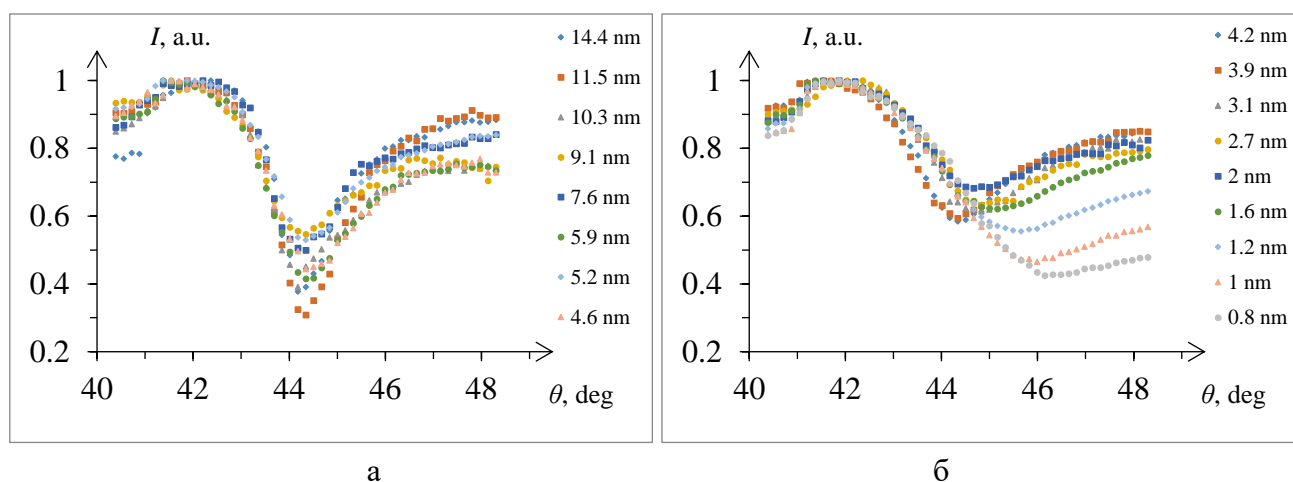 I, a.u.
1
0.8
0.6
0.4
0.2
40 42 44 46 48
θ, deg
14.4 nm
11.5 nm
10.3 nm
9.1 nm
7.6 nm
5.9 nm
5.2 nm
4.6 nm
а
I, a.u.
1
0.8
0.6
0.4
0.2
40 42 44 46 48
θ, deg
4.2 nm
3.9 nm
3.1 nm
2.7 nm
2 nm
1.6 nm
1.2 nm
1 nm
0.8 nm
б